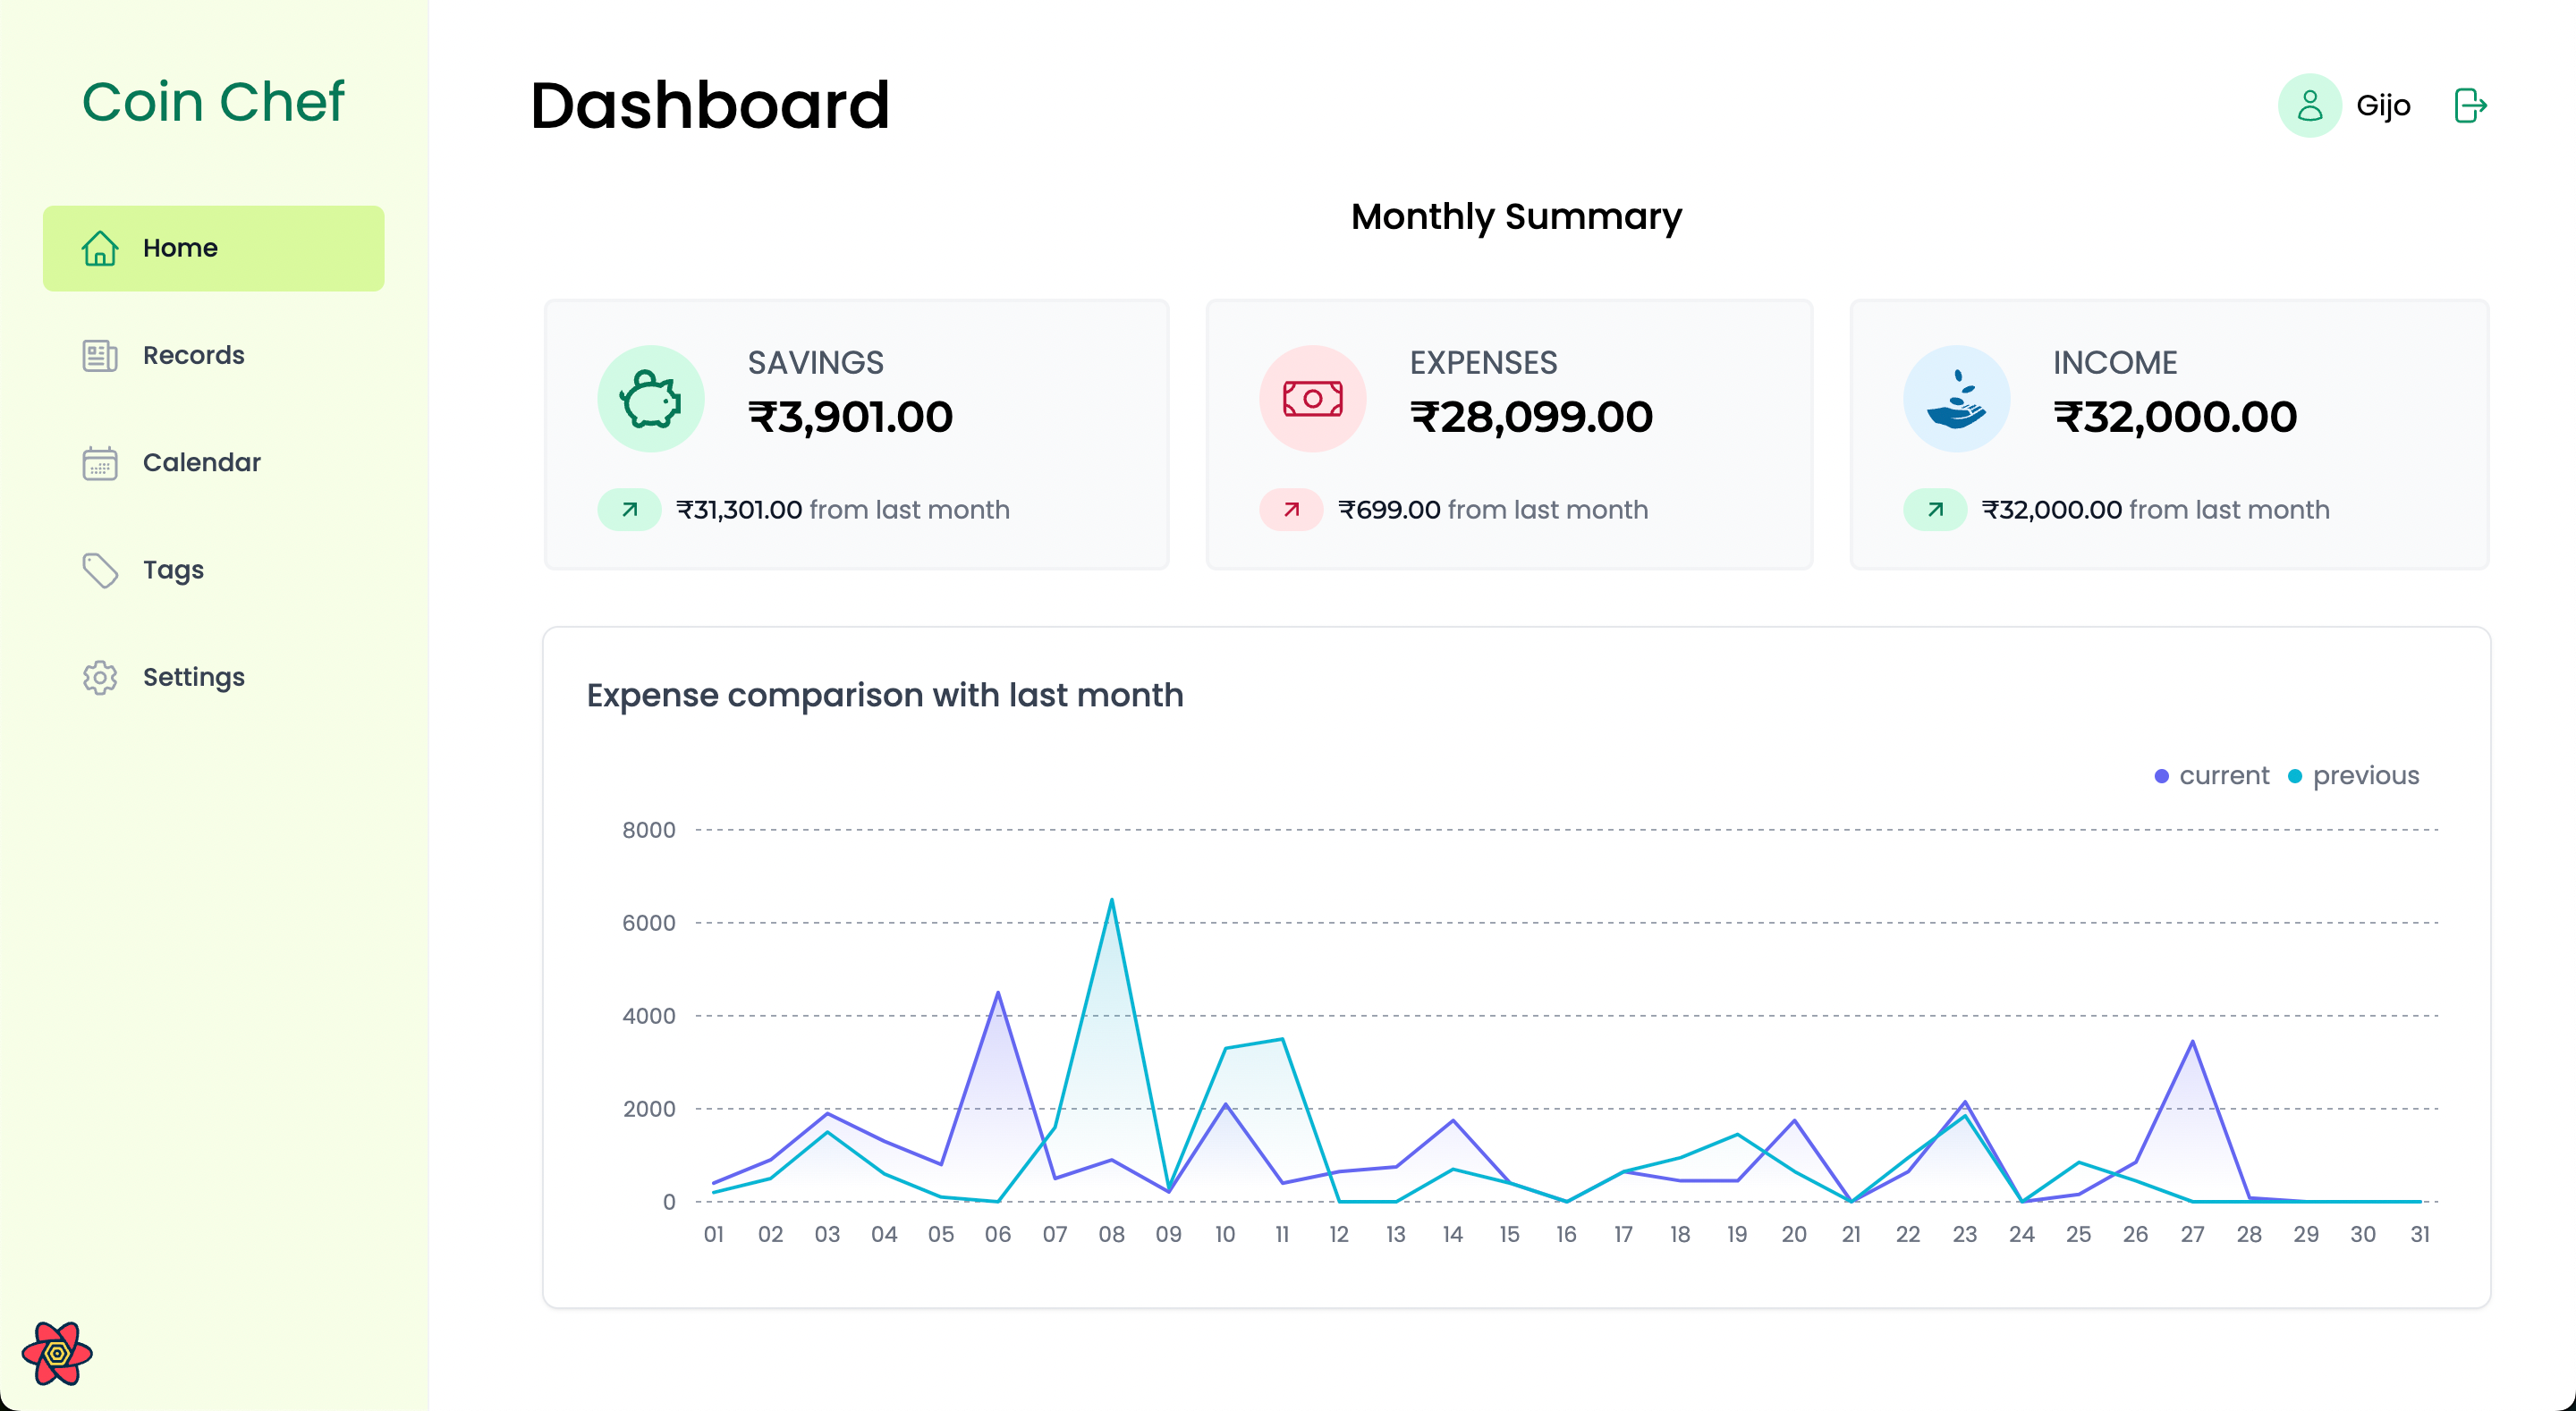 Coin Chef
Home
Records
Calendar
Tags
Settings
Dashboard
Gijo
Monthly Summary
SAVINGS
₹3,901.00
₹31,301.00 from last month
EXPENSES
₹28,099.00
₹699.00 from last month
INCOME
₹32,000.00
₹32,000.00 from last month
Expense comparison with last month
current previous
8000
6000
4000
2000
0
01 02 03 04 05 06 07 08 09 10 11 12 13 14 15 16 17 18 19 20 21 22 23 24 25 26 27 28 29 30 31